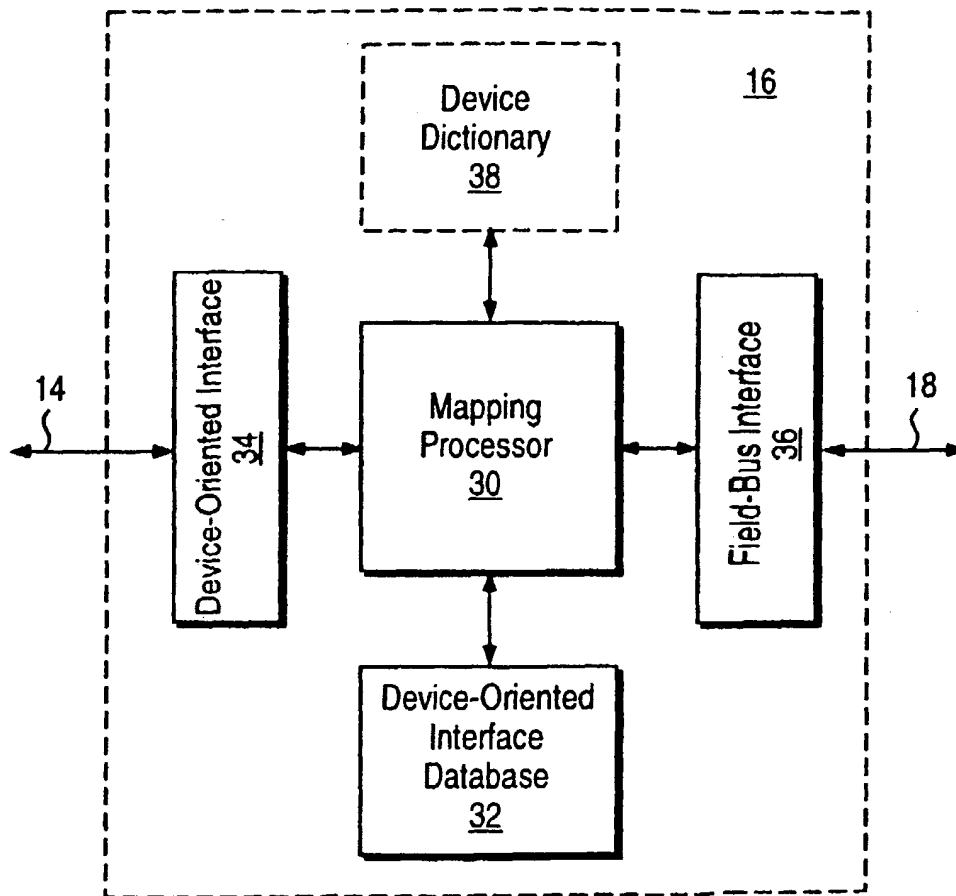 16
Device
Dictionary
38
14
Device-Oriented Interface
34
Mapping
Processor
30
Field-Bus Interface
36
18
Device-Oriented
Interface
Database
32